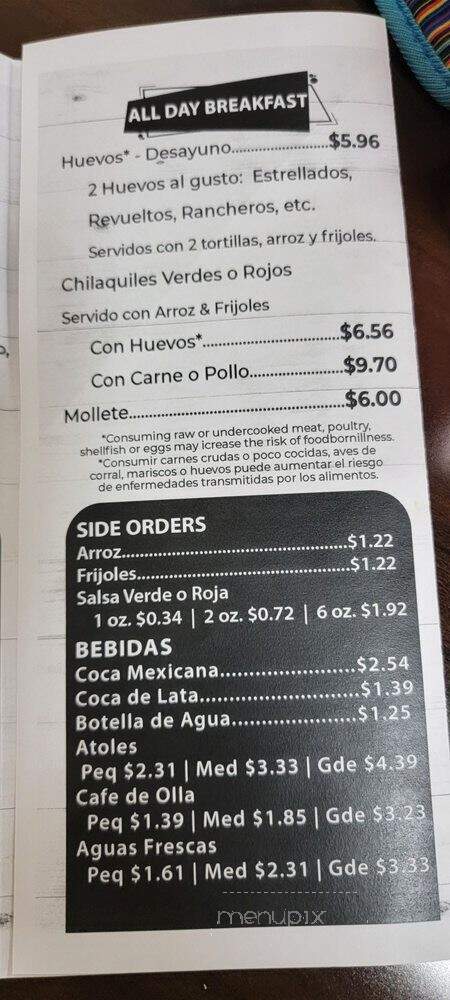 ALL DAY BREAKFAST
Huevos* - Desayuno..............................$5.96
2 Huevos al gusto: Estrellados,
Revueltos, Rancheros, etc.
Servidos con 2 tortillas, arroz y frijoles.
Chilaquiles Verdes o Rojos
Servido con Arroz & Frijoles
Con Huevos*....................................$6.56
Con Carne o Pollo........................$9.70
Mollete.......................................................$6.00
*Consuming raw or undercooked meat, poultry,
shellfish or eggs may icrease the risk of foodbornillness.
*Consumir carnes crudas o poco cocidas, aves de
corral, mariscos o huevos puede aumentar el riesgo
de enfermedades transmitidas por los alimentos.
SIDE ORDERS
Arroz....................................................$1.22
Frijoles.................................................$1.22
Salsa Verde o Roja
1 oz. $0.34 | 2 oz. $0.72 | 6 oz. $1.92
BEBIDAS
Coca Mexicana.........................$2.54
Coca de Lata.............................$1.39
Botella de Agua.......................$1.25
Atoles
Peq $2.31 | Med $3.33 | Gde $4.39
Cafe de Olla
Peq $1.39 | Med $1.85 | Gde $3.23
Aguas Frescas
Peq $1.61 | Med $2.31 | Gde $3.33
menupix